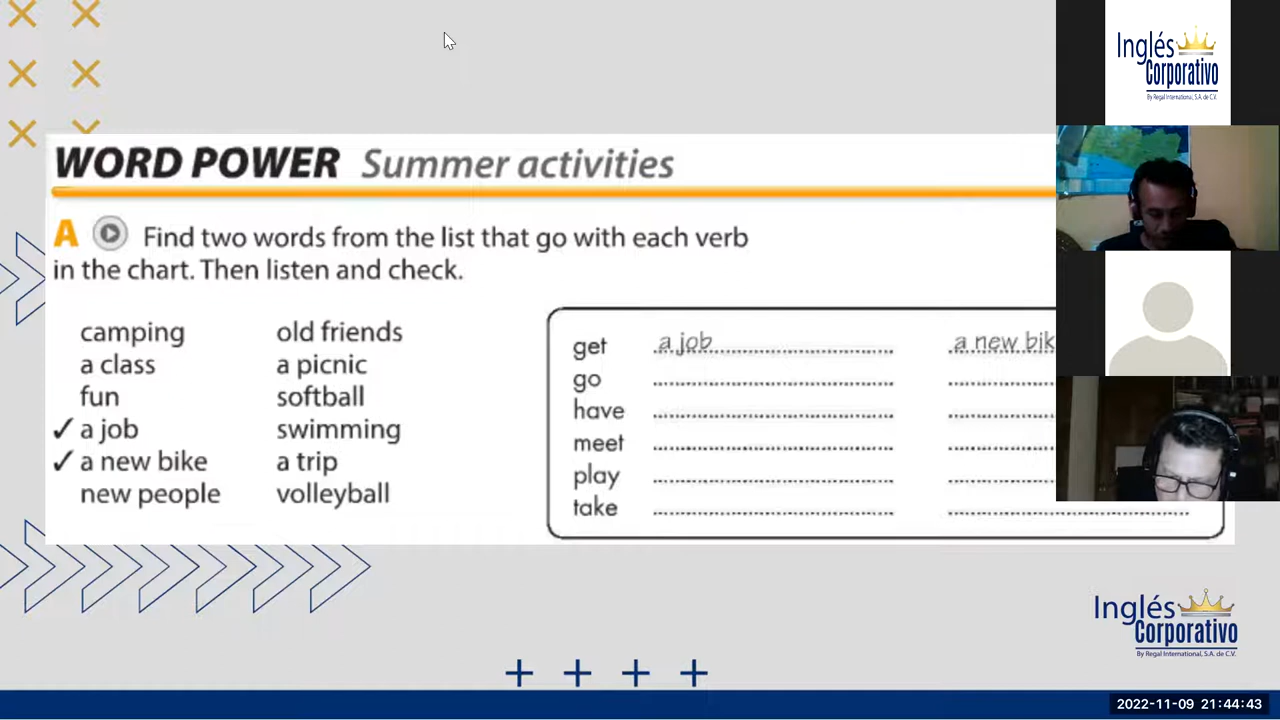 WORD POWER Summer activities
A Find two words from the list that go with each verb
in the chart. Then listen and check.
camping
a class
fun
✓ a job
✓ a new bike
new people
old friends
a picnic
softball
swimming
a trip
volleyball
get a job a new bik
go
have
meet
play
take
Inglés
Corporativo
By Regal International, S.A. de C.V.
Inglés
Corporativo
By Regal International, S.A. de C.V.
2022-11-09 21:44:43